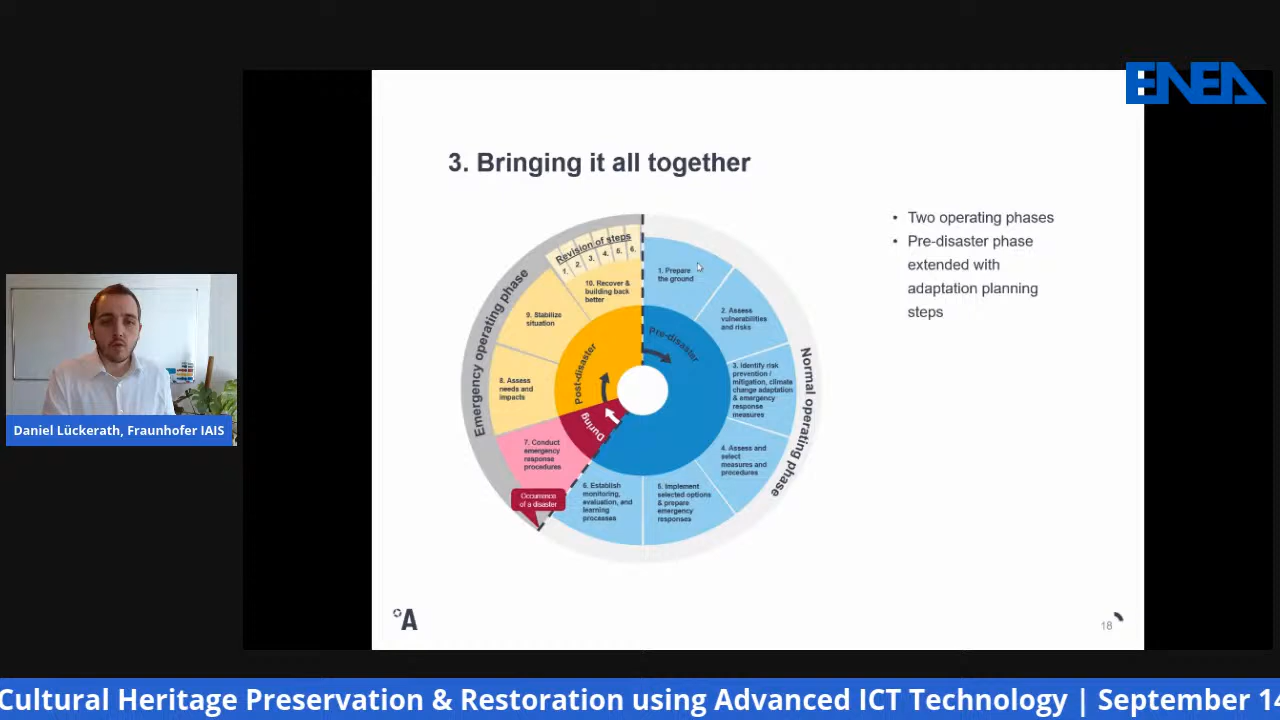 ENEA
3. Bringing it all together
• Two operating phases
• Pre-disaster phase
extended with
adaptation planning
steps
Emergency operating phase
Normal operating phase
Revision of steps
1. 2. 3. 4. 5. 6.
Pre-disaster
During
Post-disaster
1. Prepare
the ground
2. Assess
vulnerabilities
and risks
3. Identify risk
prevention /
mitigation, climate
change adaptation
& emergency
response
measures
4. Assess and
select
measures and
procedures
5. Implement
selected options
& prepare
emergency
responses
6. Establish
monitoring,
evaluation, and
learning
processes
Occurrence
of a disaster
7. Conduct
emergency
response
procedures
8. Assess
needs and
impacts
9. Stabilize
situation
10. Recover &
building back
better
A
18
Daniel Lückerath, Fraunhofer IAIS
Cultural Heritage Preservation & Restoration using Advanced ICT Technology | September 14